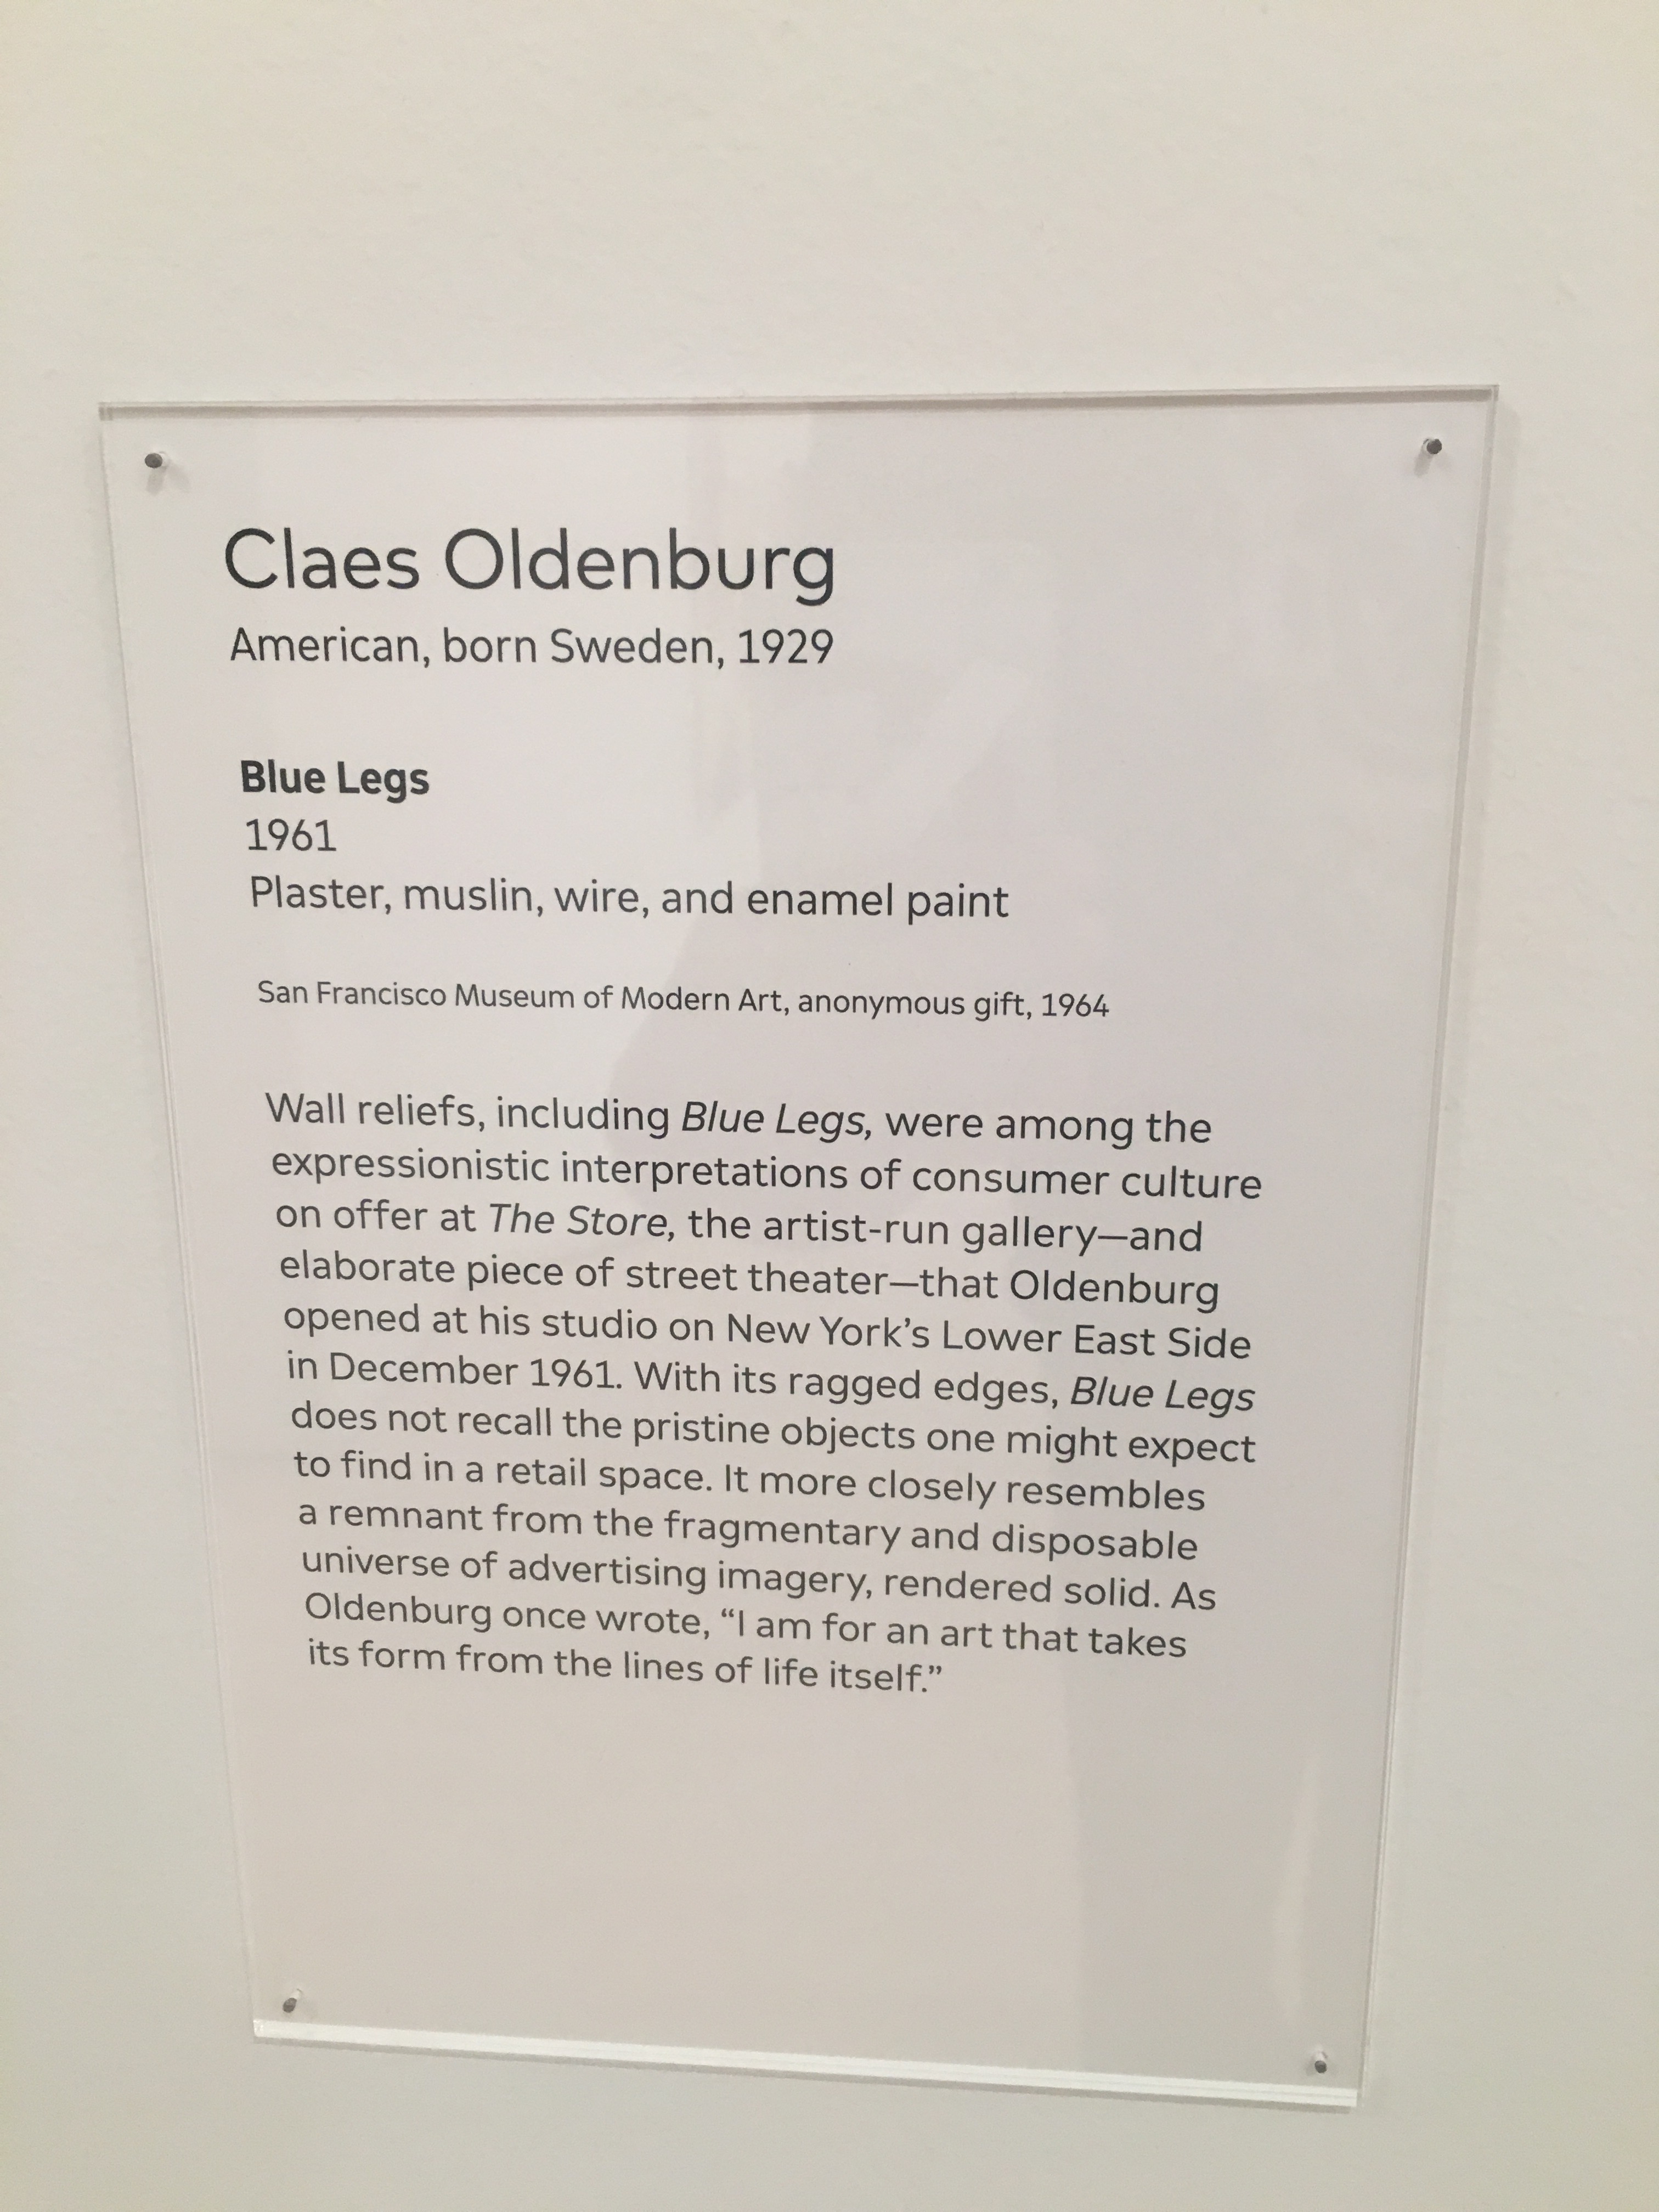 Claes Oldenburg
American, born Sweden, 1929
Blue Legs
1961
Plaster, muslin, wire, and enamel paint
San Francisco Museum of Modern Art, anonymous gift, 1964
Wall reliefs, including Blue Legs, were among the
expressionistic interpretations of consumer culture
on offer at The Store, the artist-run gallery—and
elaborate piece of street theater—that Oldenburg
opened at his studio on New York’s Lower East Side
in December 1961. With its ragged edges, Blue Legs
does not recall the pristine objects one might expect
to find in a retail space. It more closely resembles
a remnant from the fragmentary and disposable
universe of advertising imagery, rendered solid. As
Oldenburg once wrote, “I am for an art that takes
its form from the lines of life itself.”